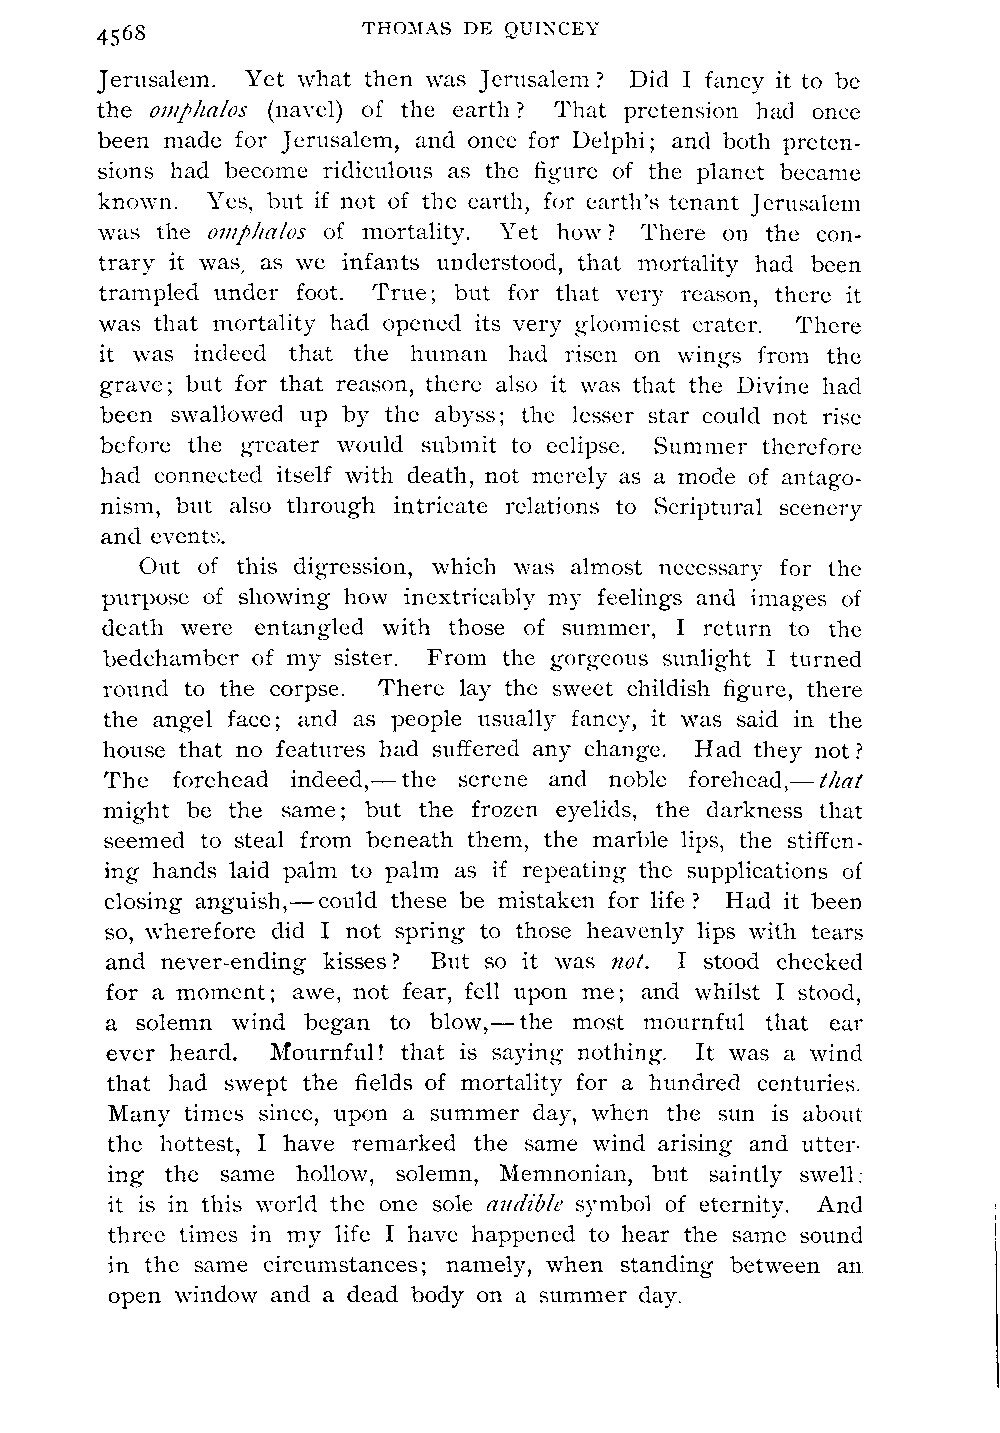 4568 THOMAS DE QUINCEY
Jerusalem. Yet what then was Jerusalem? Did I fancy it to be
the omphalos (navel) of the earth? That pretension had once
been made for Jerusalem, and once for Delphi; and both preten-
sions had become ridiculous as the figure of the planet became
known. Yes, but if not of the earth, for earth's tenant Jerusalem
was the omphalos of mortality. Yet how? There on the con-
trary it was, as we infants understood, that mortality had been
trampled under foot. True; but for that very reason, there it
was that mortality had opened its very gloomiest crater. There
it was indeed that the human had risen on wings from the
grave; but for that reason, there also it was that the Divine had
been swallowed up by the abyss; the lesser star could not rise
before the greater would submit to eclipse. Summer therefore
had connected itself with death, not merely as a mode of antago-
nism, but also through intricate relations to Scriptural scenery
and events.
Out of this digression, which was almost necessary for the
purpose of showing how inextricably my feelings and images of
death were entangled with those of summer, I return to the
bedchamber of my sister. From the gorgeous sunlight I turned
round to the corpse. There lay the sweet childish figure, there
the angel face; and as people usually fancy, it was said in the
house that no features had suffered any change. Had they not?
The forehead indeed,—the serene and noble forehead,—that
might be the same; but the frozen eyelids, the darkness that
seemed to steal from beneath them, the marble lips, the stiffen-
ing hands laid palm to palm as if repeating the supplications of
closing anguish,—could these be mistaken for life? Had it been
so, wherefore did I not spring to those heavenly lips with tears
and never-ending kisses? But so it was not. I stood checked
for a moment; awe, not fear, fell upon me; and whilst I stood,
a solemn wind began to blow,—the most mournful that ear
ever heard. Mournful! that is saying nothing. It was a wind
that had swept the fields of mortality for a hundred centuries.
Many times since, upon a summer day, when the sun is about
the hottest, I have remarked the same wind arising and utter-
ing the same hollow, solemn, Memnonian, but saintly swell:
it is in this world the one sole audible symbol of eternity. And
three times in my life I have happened to hear the same sound
in the same circumstances; namely, when standing between an
open window and a dead body on a summer day.